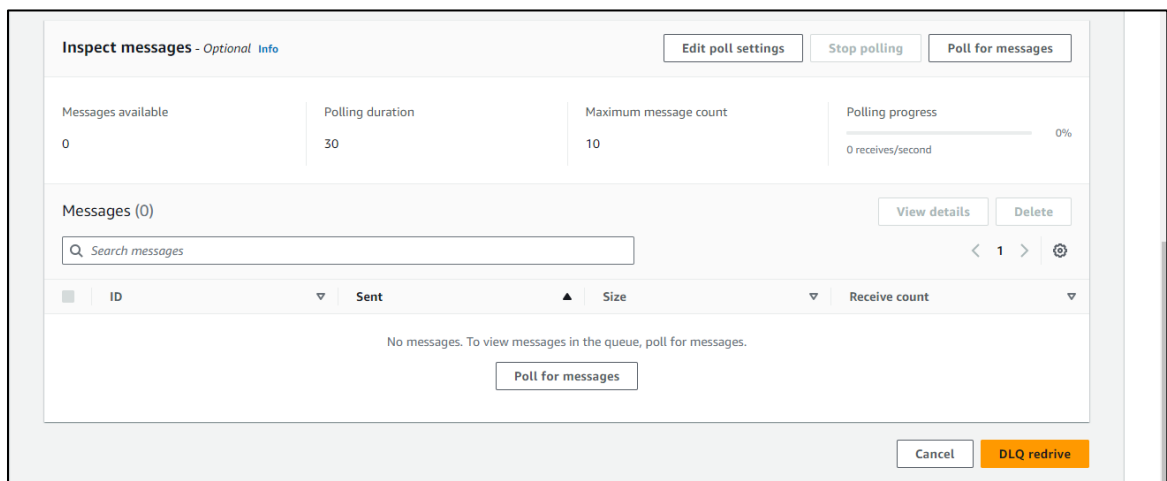 Inspect messages - Optional Info
Edit poll settings
Stop polling
Poll for messages
Messages available
Polling duration
Maximum message count
Polling progress
0
30
10
0%
0 receives/second
Messages (0)
View details
Delete
Search messages
1
ID
Sent
Size
Receive count
No messages. To view messages in the queue, poll for messages.
Poll for messages
Cancel
DLQ redrive